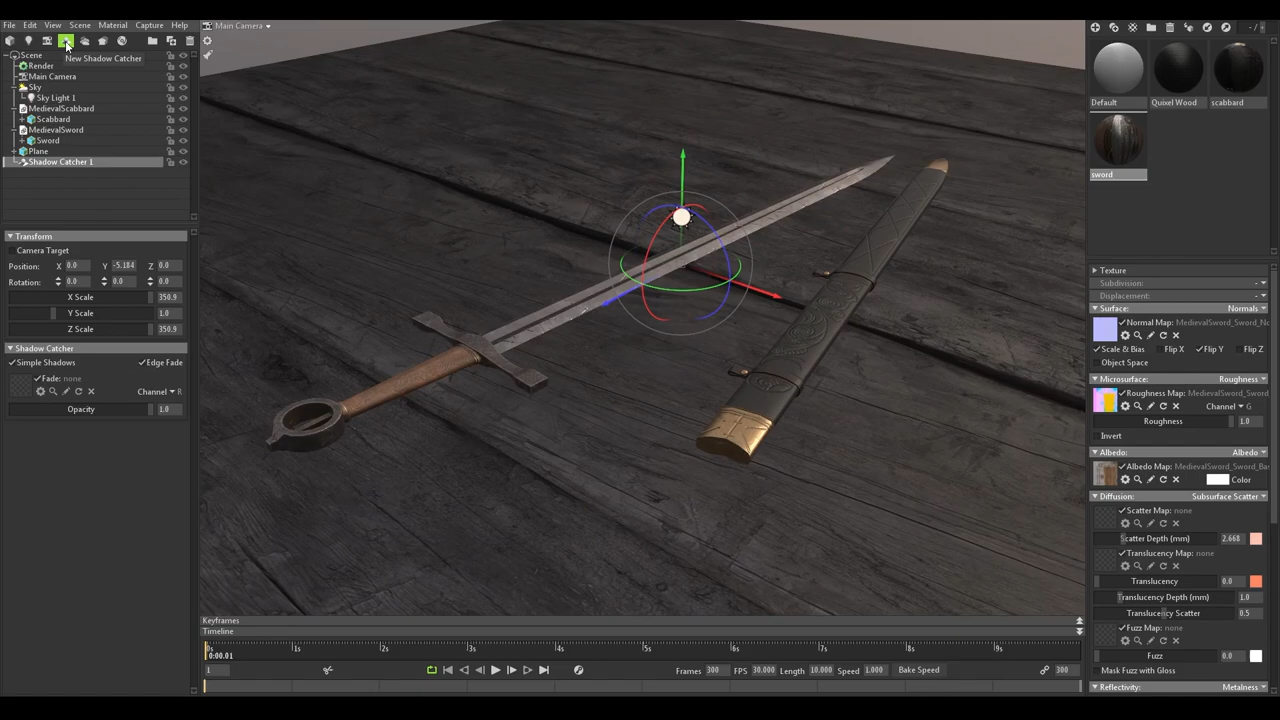 File Edit View Scene Material Capture Help
Main Camera
- /
New Shadow Catcher
Scene
Render
Main Camera
Sky
Sky Light 1
MedievalScabbard
Scabbard
MedievalSword
Sword
Plane
Shadow Catcher 1
Default
Quixel Wood
scabbard
sword
Transform
Camera Target
Position: X 0.0 Y -5.184 Z 0.0
Rotation: 0.0 0.0 0.0
X Scale 350.9
Y Scale 1.0
Z Scale 350.9
Shadow Catcher
Simple Shadows Edge Fade
Fade: none
Channel R
Opacity 1.0
Texture
Subdivision: -
Displacement: -
Surface: Normals
Normal Map: MedievalSword_Sword_No
Scale & Bias Flip X Flip Y Flip Z
Object Space
Microsurface: Roughness
Roughness Map: MedievalSword_Sword
Channel G
Roughness 1.0
Invert
Albedo: Albedo
Albedo Map: MedievalSword_Sword_Bas
Color
Diffusion: Subsurface Scatter
Scatter Map: none
Scatter Depth (mm) 2.668
Translucency Map: none
Translucency 0.0
Translucency Depth (mm) 1.0
Translucency Scatter 0.5
Fuzz Map: none
Fuzz 0.0
Mask Fuzz with Gloss
Reflectivity: Metalness
Keyframes
Timeline
0s 1s 2s 3s 4s 5s 6s 7s 8s 9s
0:00.01
1 Frames 300 FPS 30.000 Length 10.000 Speed 1.000 Bake Speed 300